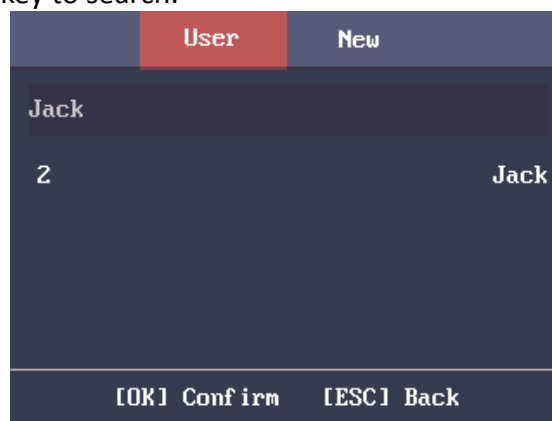 key to search.
User New
Jack
2 Jack
[OK] Confirm [ESC] Back